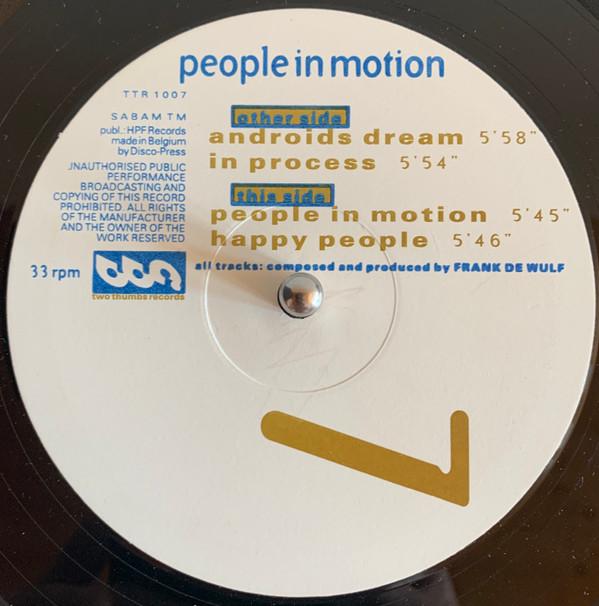 people in motion
TTR 1007
SABAM TM
publ.: HPF Records
made in Belgium
by Disco-Press
JNAUTHORISED PUBLIC
PERFORMANCE
BROADCASTING AND
COPYING OF THIS RECORD
PROHIBITED. ALL RIGHTS
OF THE MANUFACTURER
AND THE OWNER OF THE
WORK RESERVED
33 rpm
two thumbs records
other side
androids dream 5'58"
in process 5'54"
this side
people in motion 5'45"
happy people 5'46"
all tracks: composed and produced by FRANK DE WULF
7